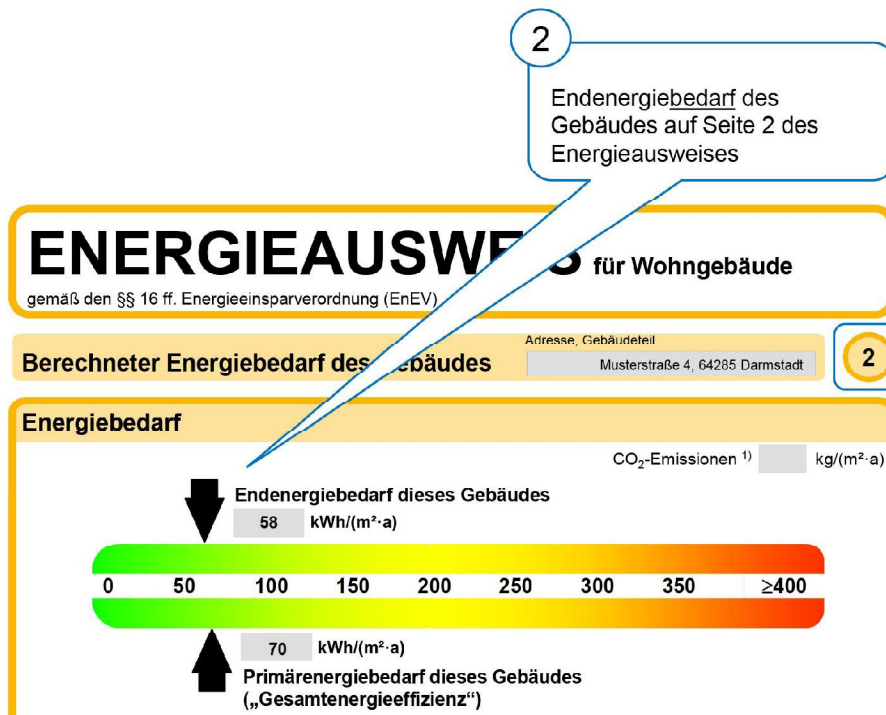 2
Endenergiebedarf des
Gebäudes auf Seite 2 des
Energieausweises
ENERGIEAUSWEIS für Wohngebäude
gemäß den §§ 16 ff. Energieeinsparverordnung (EnEV)
Berechneter Energiebedarf des Gebäudes
Adresse, Gebäudeteil
Musterstraße 4, 64285 Darmstadt
2
Energiebedarf
CO₂-Emissionen ¹⁾ kg/(m²·a)
Endenergiebedarf dieses Gebäudes
58 kWh/(m²·a)
0 50 100 150 200 250 300 350 ≥400
70 kWh/(m²·a)
Primärenergiebedarf dieses Gebäudes
(„Gesamtenergieeffizienz“)